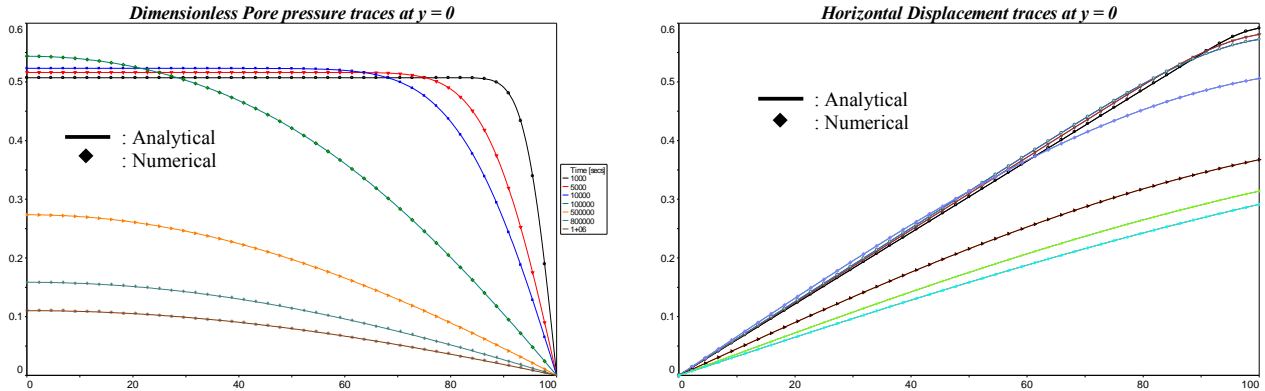 Dimensionless Pore pressure traces at y = 0
0.6
0.5
0.4
0.3
0.2
0.1
0
0 20 40 60 80 100
: Analytical
: Numerical
Time [secs]
1000
5000
10000
100000
500000
800000
1+06
Horizontal Displacement traces at y = 0
0.6
0.5
0.4
0.3
0.2
0.1
0
0 20 40 60 80 100
: Analytical
: Numerical